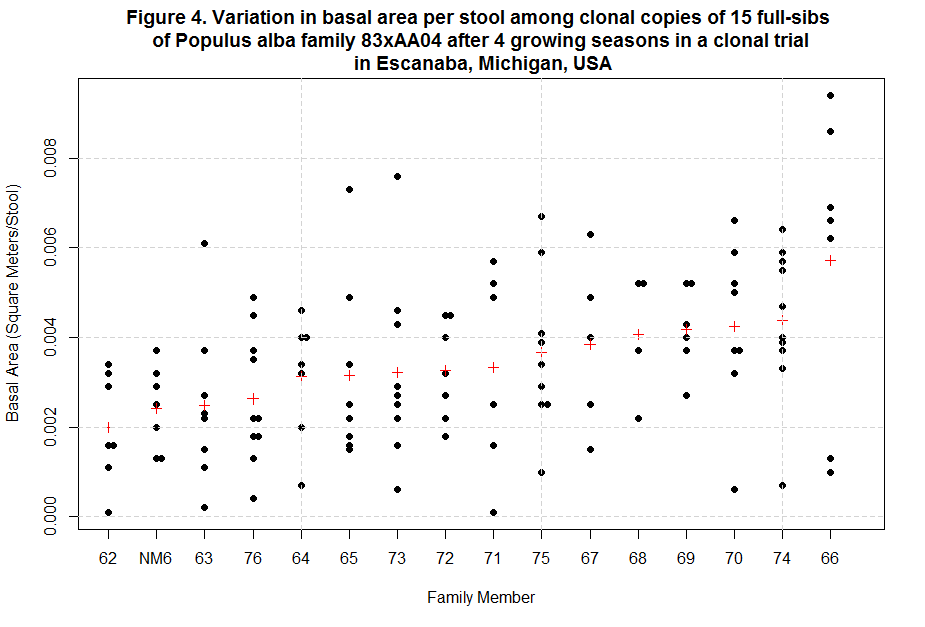 Figure 4. Variation in basal area per stool among clonal copies of 15 full-sibs
of Populus alba family 83xAA04 after 4 growing seasons in a clonal trial
in Escanaba, Michigan, USA
Basal Area (Square Meters/Stool)
0.008
0.006
0.004
0.002
0.000
62 NM6 63 76 64 65 73 72 71 75 67 68 69 70 74 66
Family Member